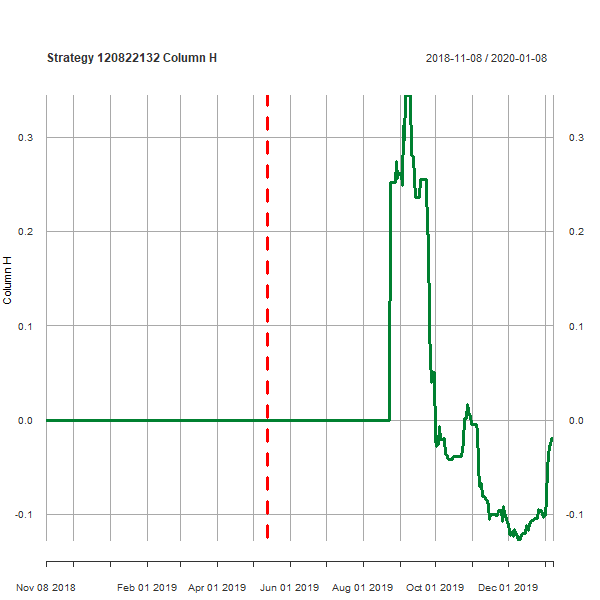 Strategy 120822132 Column H
2018-11-08 / 2020-01-08
0.3
0.3
0.2
0.2
Column H
0.1
0.1
0.0
0.0
-0.1
-0.1
Nov 08 2018
Feb 01 2019
Apr 01 2019
Jun 01 2019
Aug 01 2019
Oct 01 2019
Dec 01 2019